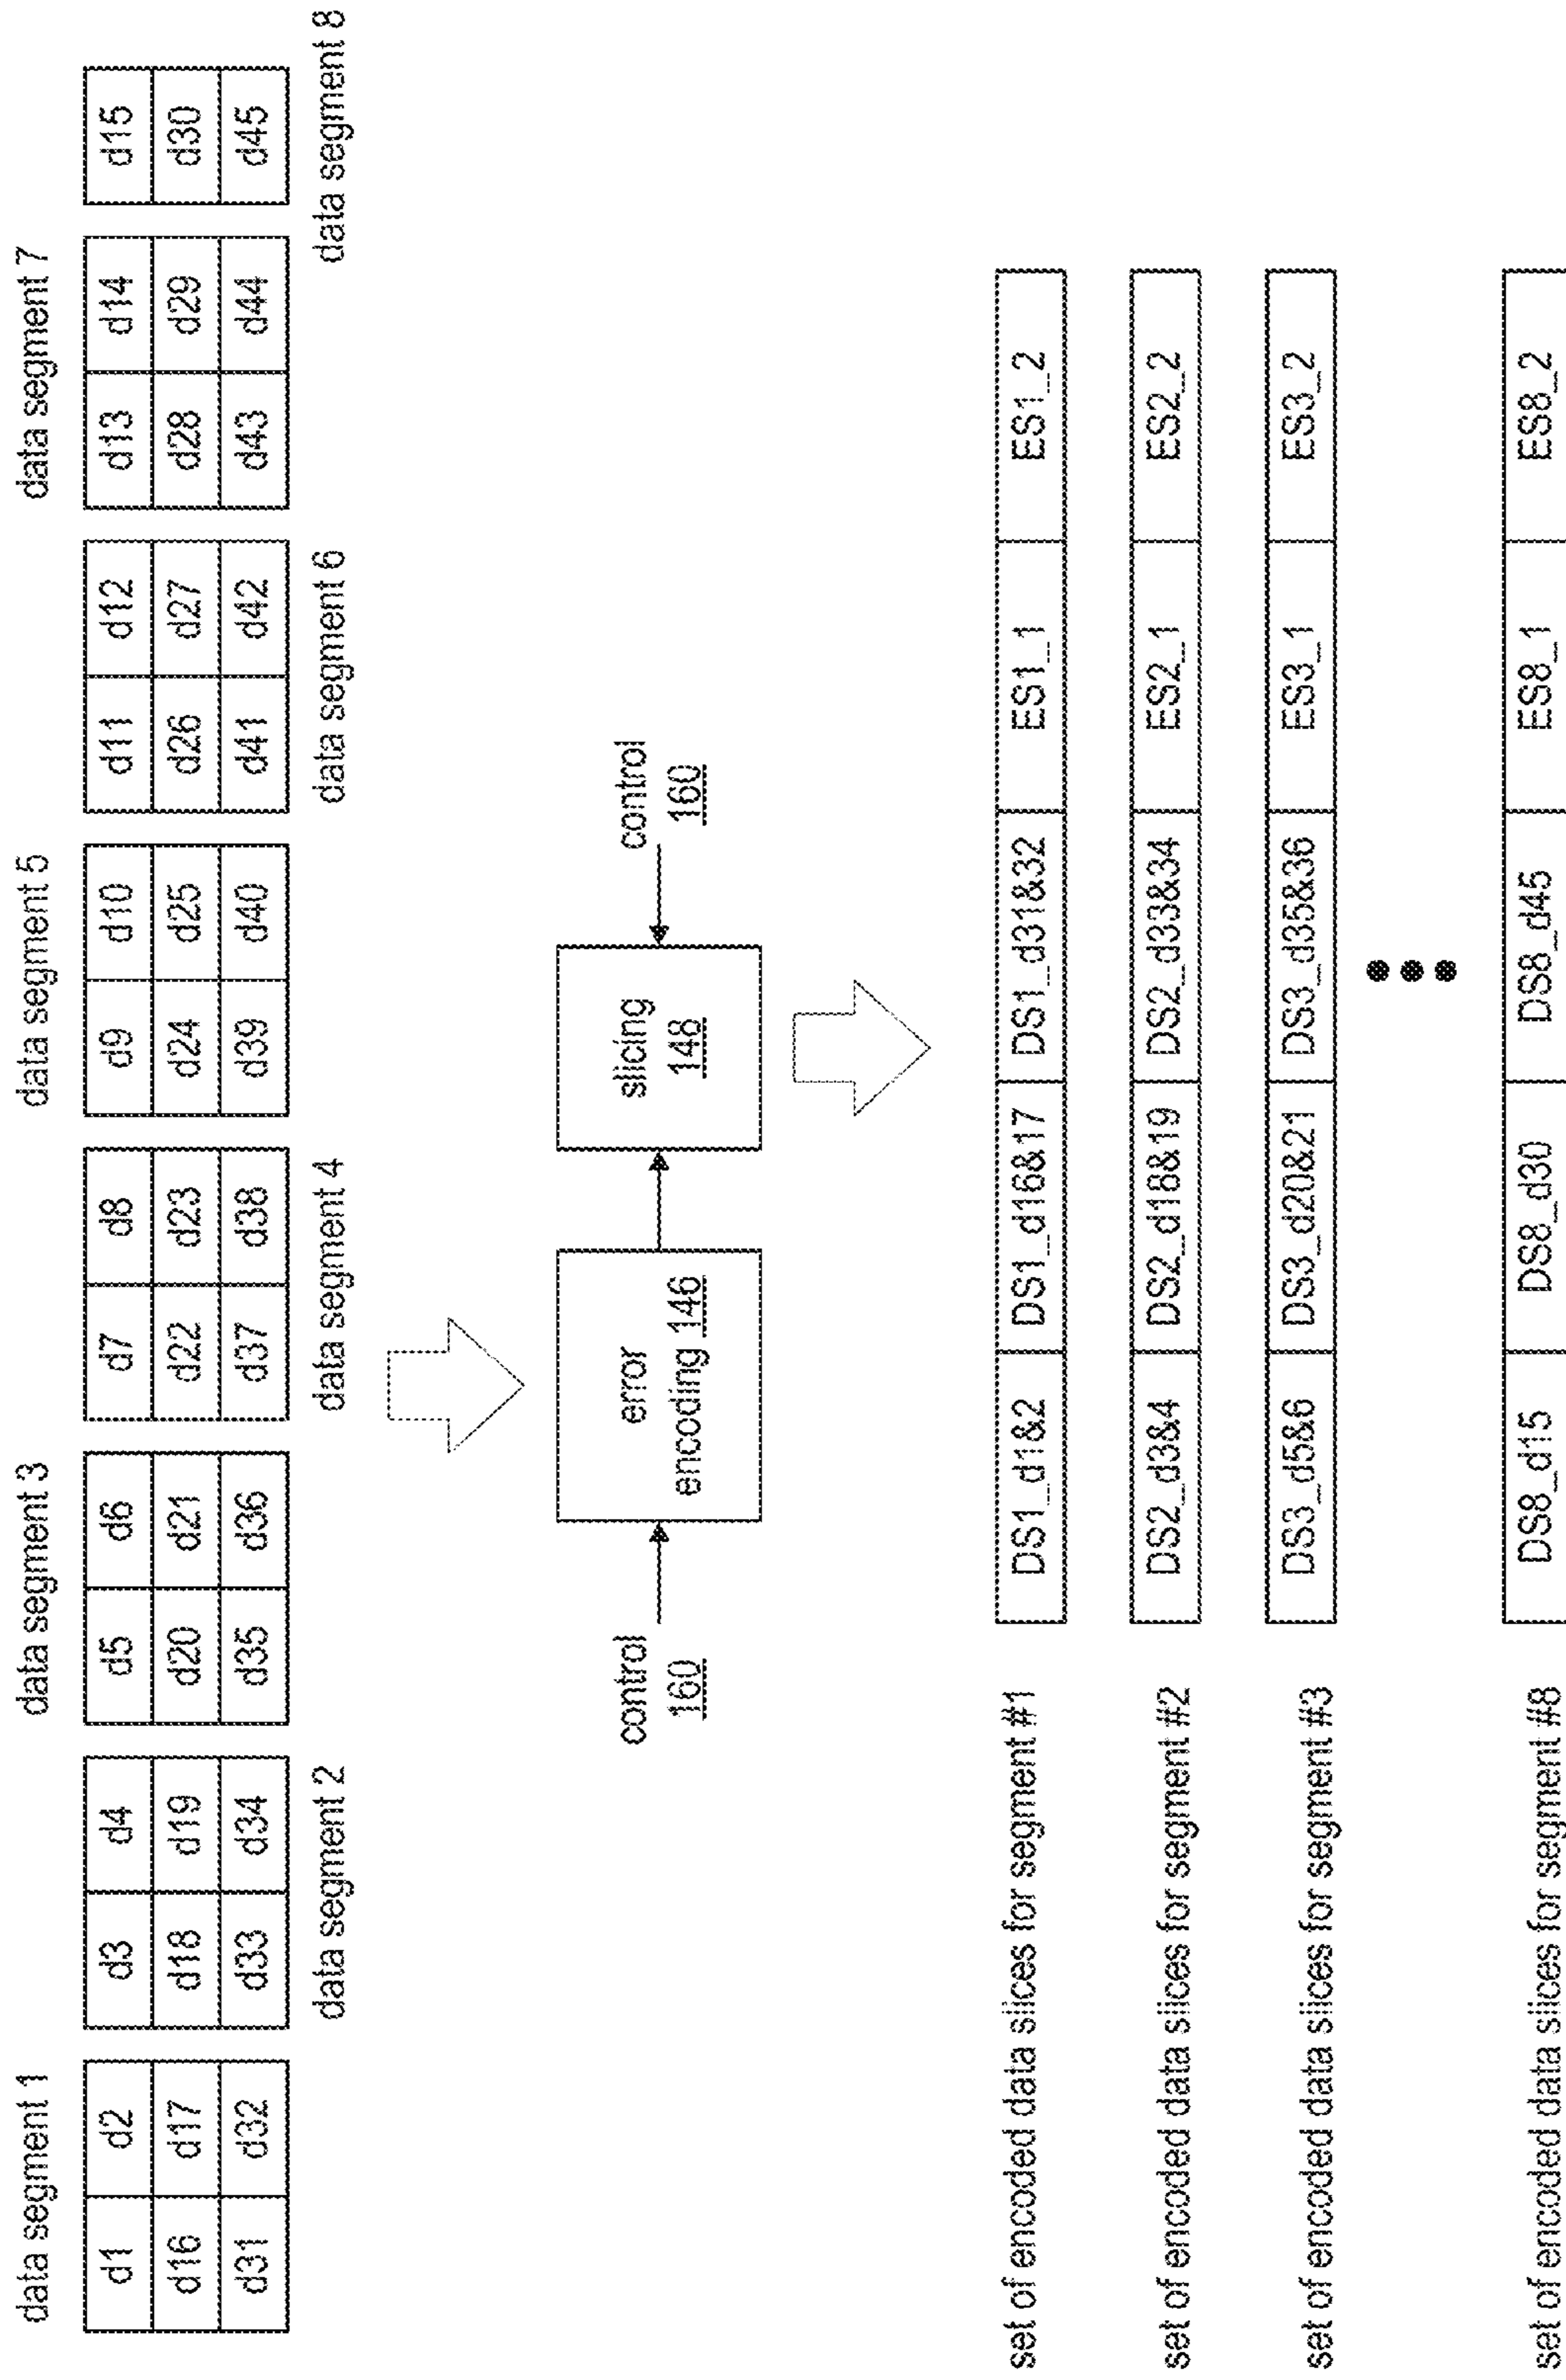 data segment 1
data segment 3
data segment 5
data segment 7
d1 d2 d3 d4 d5 d6 d7 d8 d9 d10 d11 d12 d13 d14 d15
d16 d17 d18 d19 d20 d21 d22 d23 d24 d25 d26 d27 d28 d29 d30
d31 d32 d33 d34 d35 d36 d37 d38 d39 d40 d41 d42 d43 d44 d45
data segment 2
data segment 4
data segment 6
data segment 8
control
160
error
encoding 146
slicing
148
control
160
set of encoded data slices for segment #1 DS1_d1&2 DS1_d16&17 DS1_d31&32 ES1_1 ES1_2
set of encoded data slices for segment #2 DS2_d3&4 DS2_d18&19 DS2_d33&34 ES2_1 ES2_2
set of encoded data slices for segment #3 DS3_d5&6 DS3_d20&21 DS3_d35&36 ES3_1 ES3_2
set of encoded data slices for segment #8 DS8_d15 DS8_d30 DS8_d45 ES8_1 ES8_2